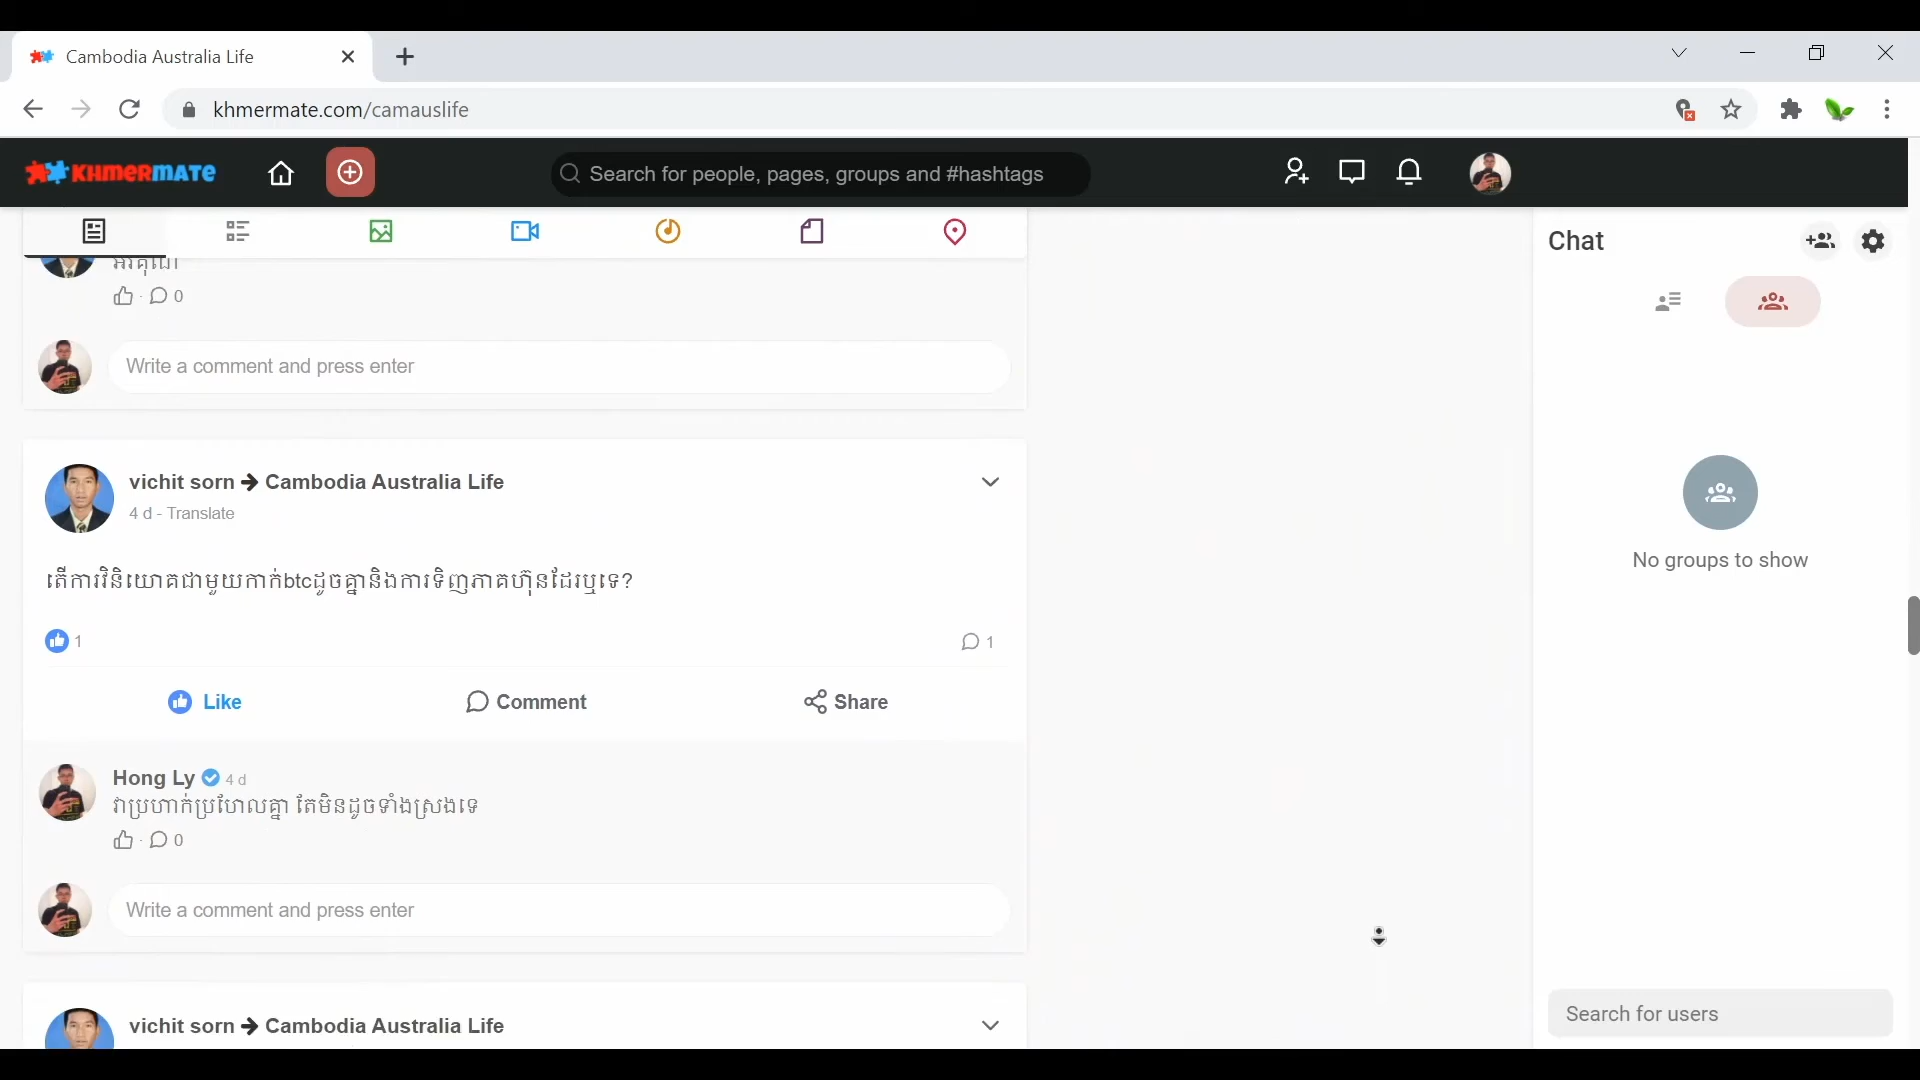 Cambodia Australia Life
khmermate.com/camauslife
KHMERMATE
Search for people, pages, groups and #hashtags
Chat
0
Write a comment and press enter
vichit sorn → Cambodia Australia Life
4 d - Translate
តើការវិនិយោគជាមួយកាក់btcដូចគ្នានិងការទិញភាគហ៊ុនដែរឬទេ?
1
1
Like
Comment
Share
No groups to show
Hong Ly 4 d
វាប្រហាក់ប្រហែលគ្នា តែមិនដូចទាំងស្រុងទេ
0
Write a comment and press enter
vichit sorn → Cambodia Australia Life
Search for users